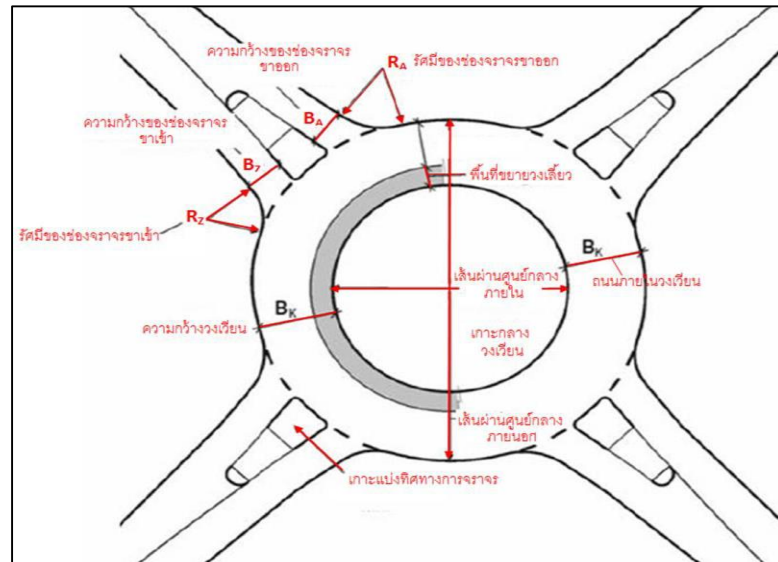 ความกว้างของช่องจราจร
ขาออก
R_A รัศมีของช่องจราจรขาออก
ความกว้างของช่องจราจร
ขาเข้า
B_A
B_7
พื้นที่ขยายวงเลี้ยว
R_Z
รัศมีของช่องจราจรขาเข้า
B_K
เส้นผ่านศูนย์กลาง
ภายใน
ถนนภายในวงเวียน
B_K
ความกว้างวงเวียน
เกาะกลาง
วงเวียน
เส้นผ่านศูนย์กลาง
ภายนอก
เกาะแบ่งทิศทางการจราจร